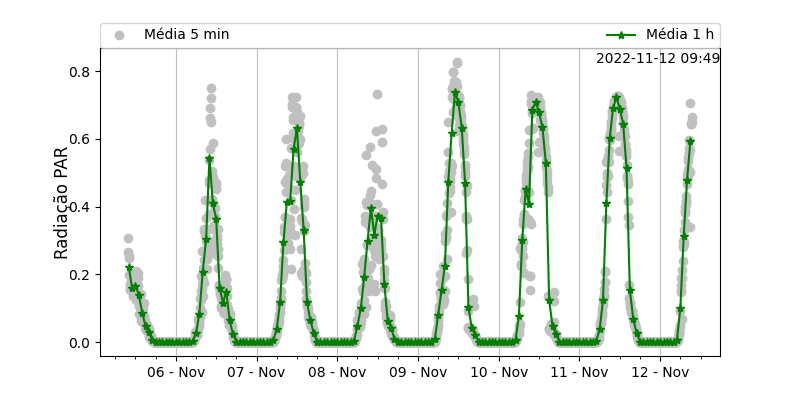 Média 5 min
Média 1 h
2022-11-12 09:49
Radiação PAR
0.8
0.6
0.4
0.2
0.0
06 - Nov
07 - Nov
08 - Nov
09 - Nov
10 - Nov
11 - Nov
12 - Nov